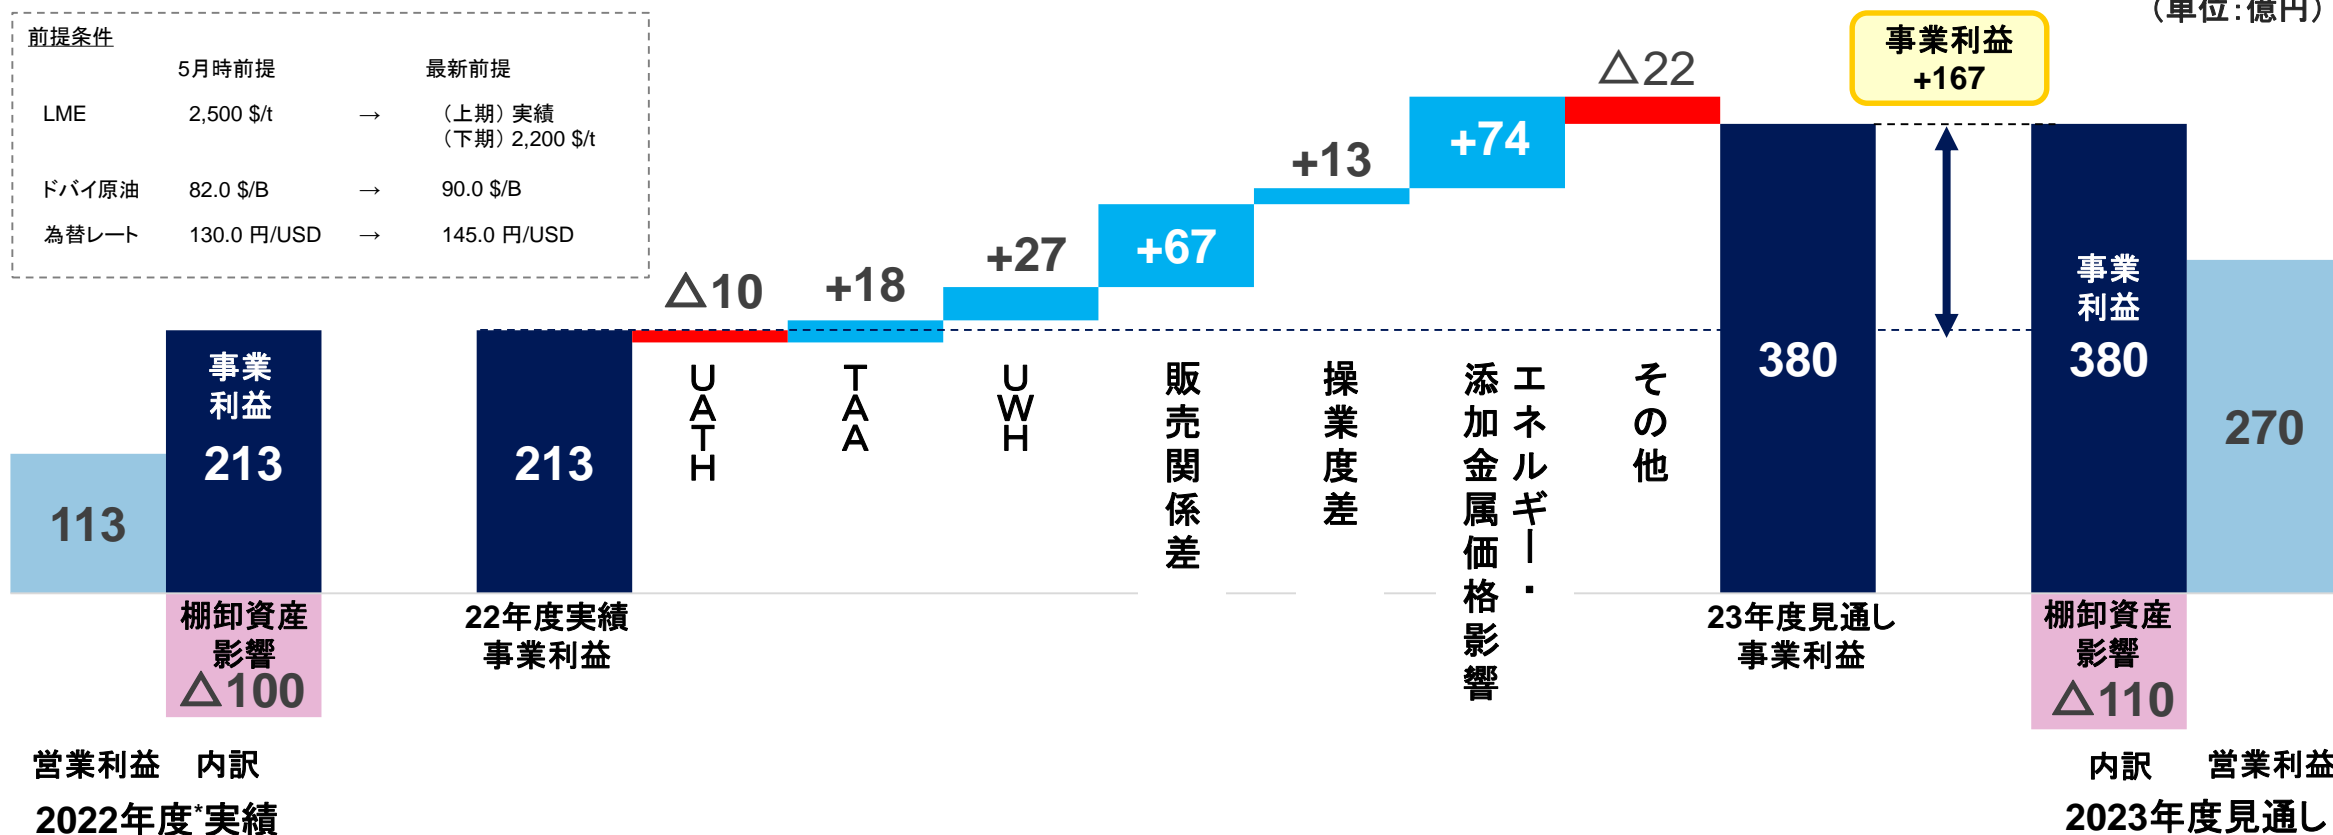 (単位:億円)
前提条件
5月時前提 最新前提
LME 2,500 $/t → (上期) 実績
(下期) 2,200 $/t
ドバイ原油 82.0 $/B → 90.0 $/B
為替レート 130.0 円/USD → 145.0 円/USD
事業利益
+167
113
事業
利益
213
棚卸資産
影響
△100
213
22年度実績
事業利益
△10
UATH
+18
TAA
+27
UWH
+67
販売関係差
+13
操業度差
+74
エネルギー・
添加金属価格影響
△22
その他
380
23年度見通し
事業利益
事業
利益
380
棚卸資産
影響
△110
270
営業利益 内訳
2022年度*実績
内訳 営業利益
2023年度見通し